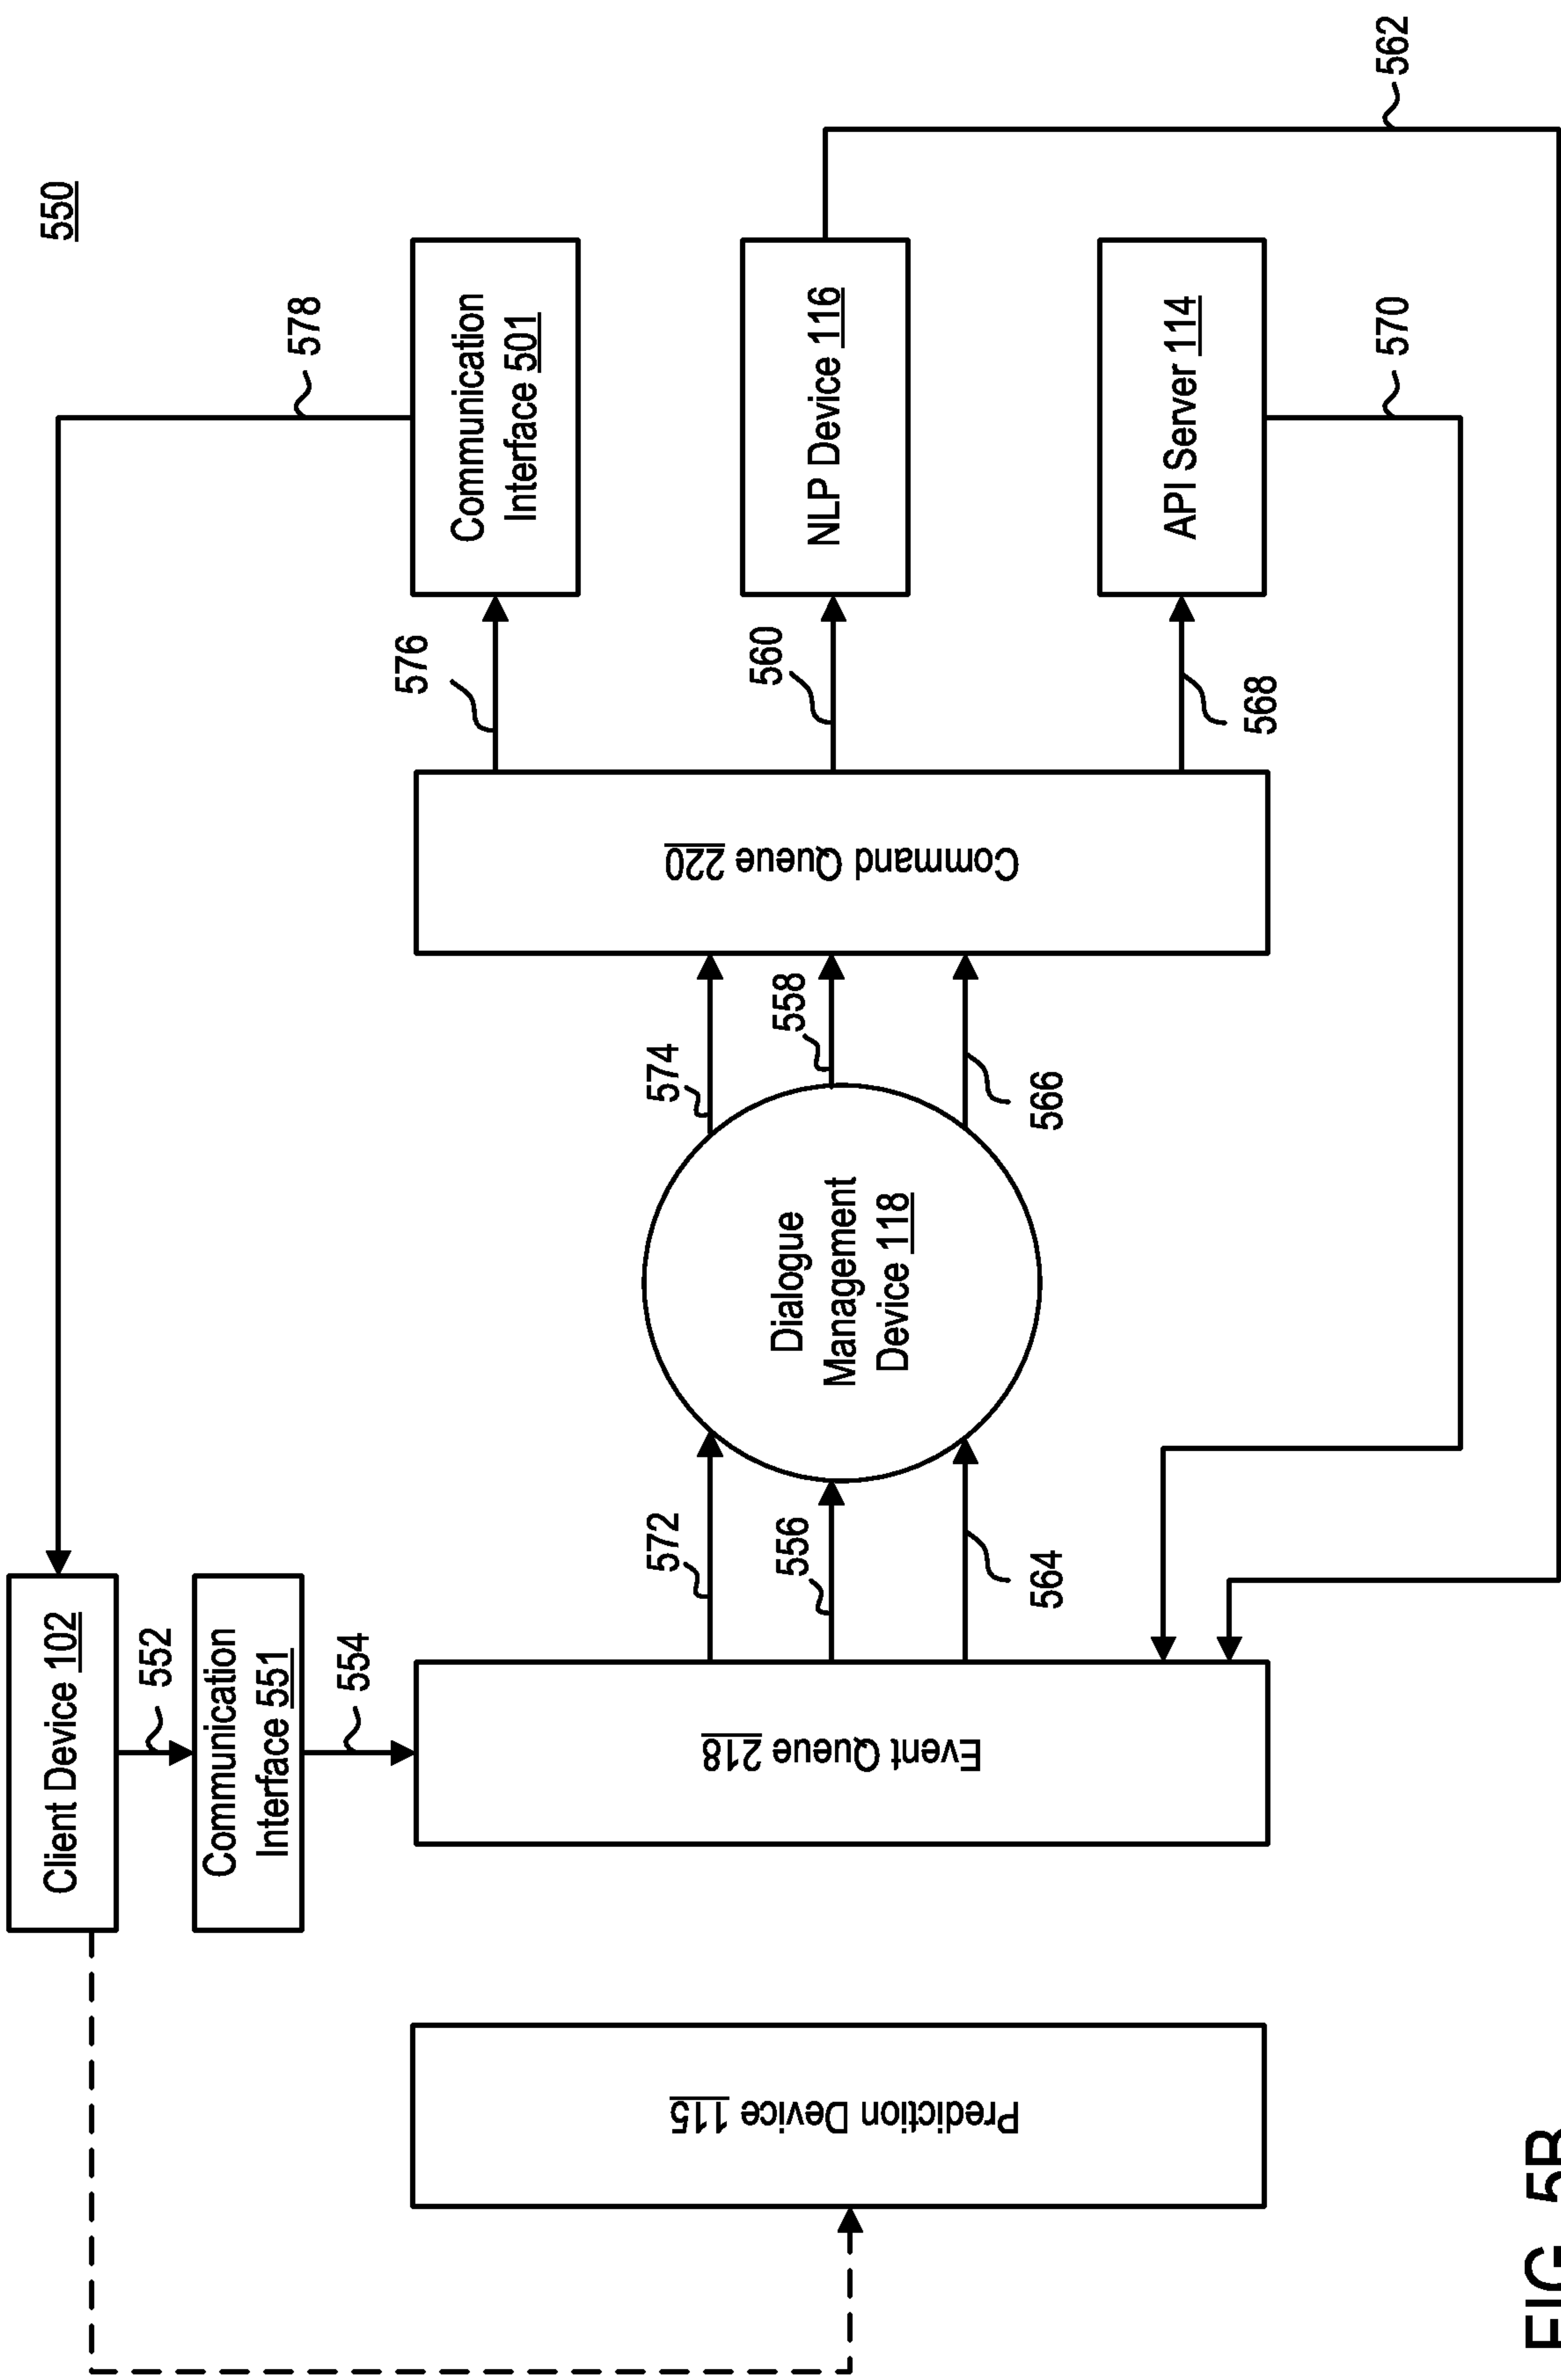 550
Client Device 102
552
Communication
Interface 551
554
578
Communication
Interface 501
576
572
574
Prediction Device 115
Event Queue 218
556
Dialogue
Management
Device 118
558
Command Queue 220
560
NLP Device 116
564
566
568
API Server 114
570
562
FIG. 5B